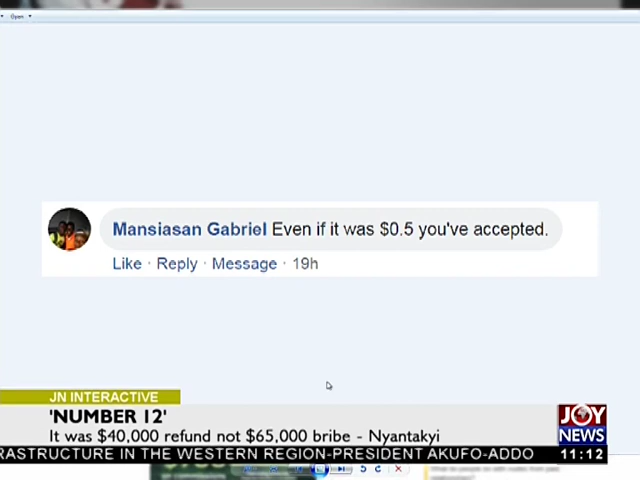 Open
Mansiasan Gabriel Even if it was $0.5 you've accepted.
Like · Reply · Message · 19h
JN INTERACTIVE
'NUMBER 12'
It was $40,000 refund not $65,000 bribe - Nyantakyi
JOY
NEWS
RASTRUCTURE IN THE WESTERN REGION-PRESIDENT AKUFO-ADDO
11:12